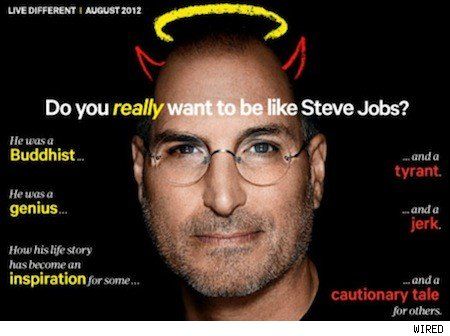 LIVE DIFFERENT | AUGUST 2012
Do you really want to be like Steve Jobs?
He was a
Buddhist...
...and a
tyrant.
He was a
genius...
...and a
jerk.
How his life story
has become an
inspiration for some...
...and a
cautionary tale
for others.
WIRED